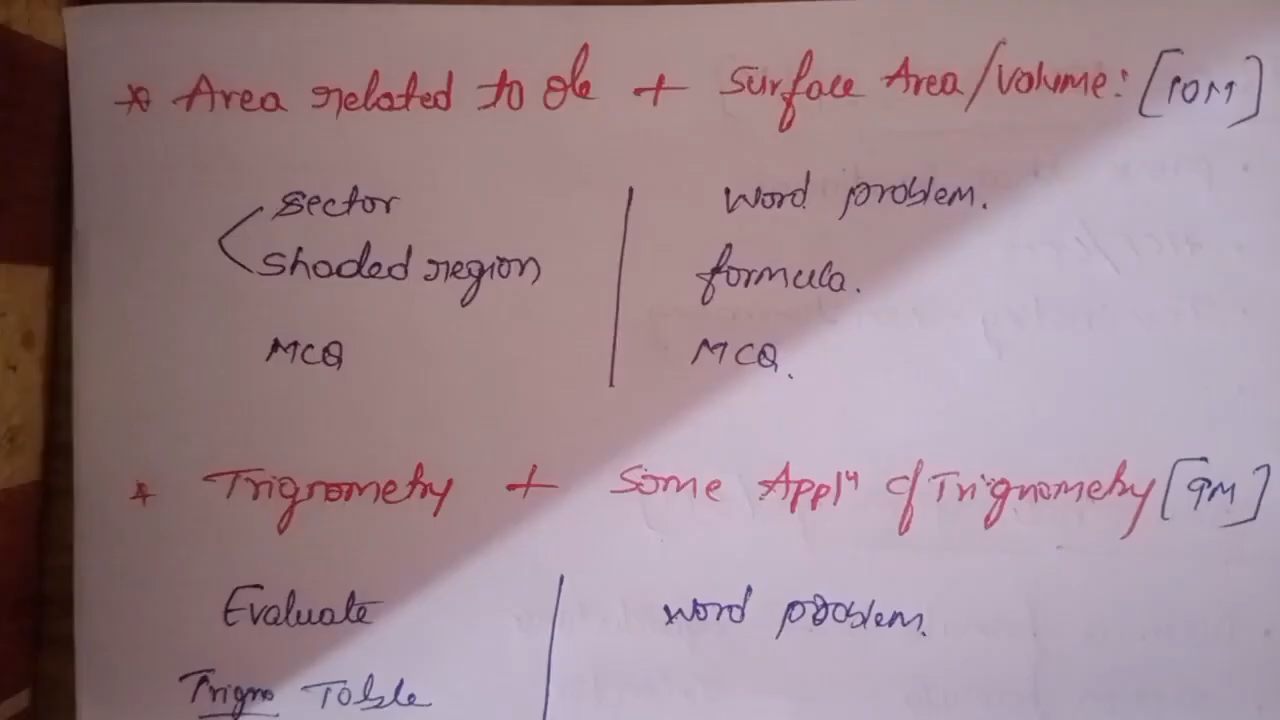 * Area related to ole + Surface Area/Volume: [10M]
sector
shaded region
MCQ
word problem.
formula.
MCQ.
* Trigrometry + Some Appl" of Trignometry [9M]
Evaluate
Trigno Table
word problem.